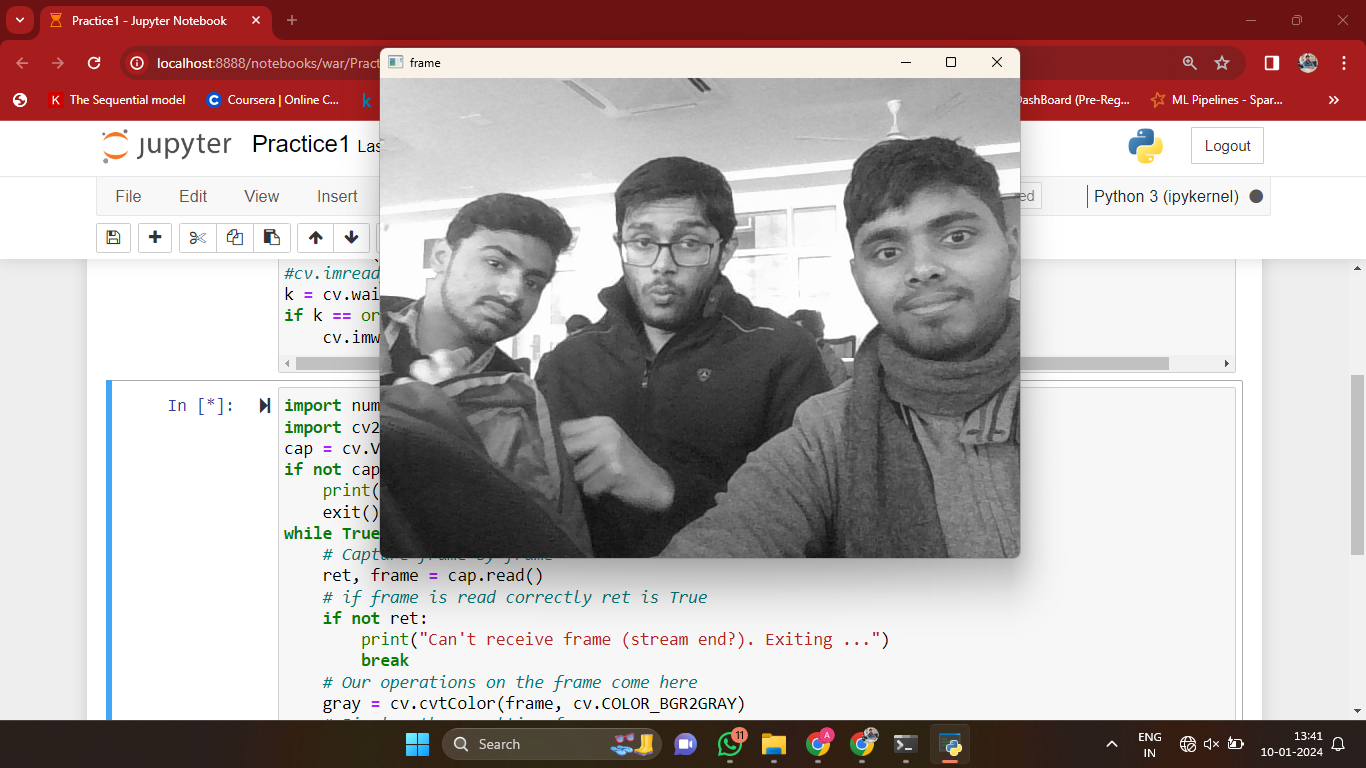 Practice1 - Jupyter Notebook
localhost:8888/notebooks/war/Pract
The Sequential model
Coursera | Online C...
DashBoard (Pre-Reg...
ML Pipelines - Spar...
frame
jupyter Practice1 Las
Logout
File Edit View Insert
ed
Python 3 (ipykernel)
#cv.imread
k = cv.wai
if k == or
cv.imw
In [*]:
import num
import cv2
cap = cv.V
if not cap
print(
exit()
while True
# Capture frame-by-frame
ret, frame = cap.read()
# if frame is read correctly ret is True
if not ret:
print("Can't receive frame (stream end?). Exiting ...")
break
# Our operations on the frame come here
gray = cv.cvtColor(frame, cv.COLOR_BGR2GRAY)
Search
11
A
ENG
IN
13:41
10-01-2024